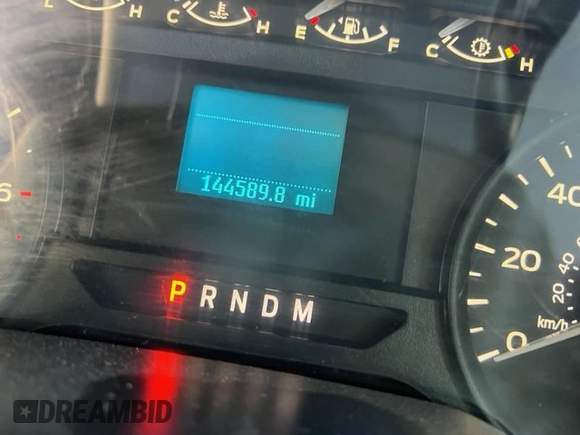 L H C H E F C H
144589.8 mi
6
40
20
40
20
km/h
0
P R N D M
DREAMBID